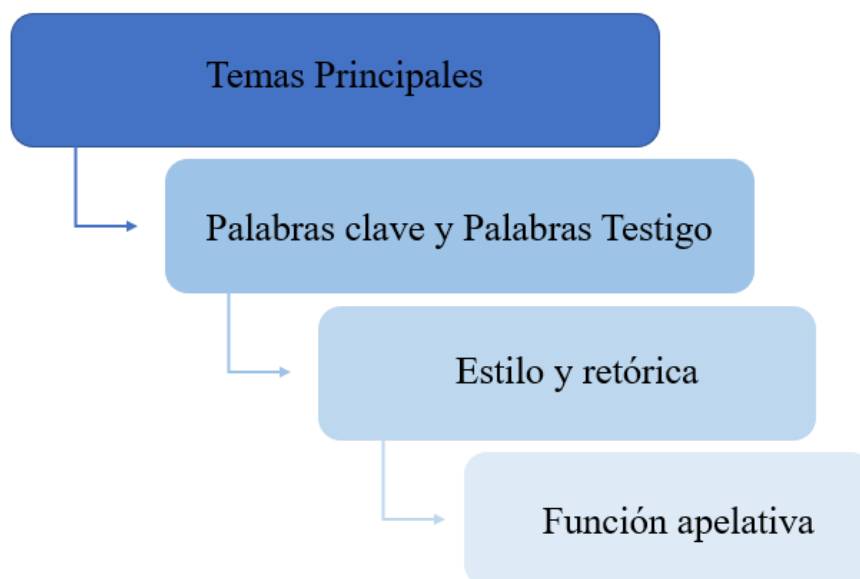 Temas Principales
Palabras clave y Palabras Testigo
Estilo y retórica
Función apelativa